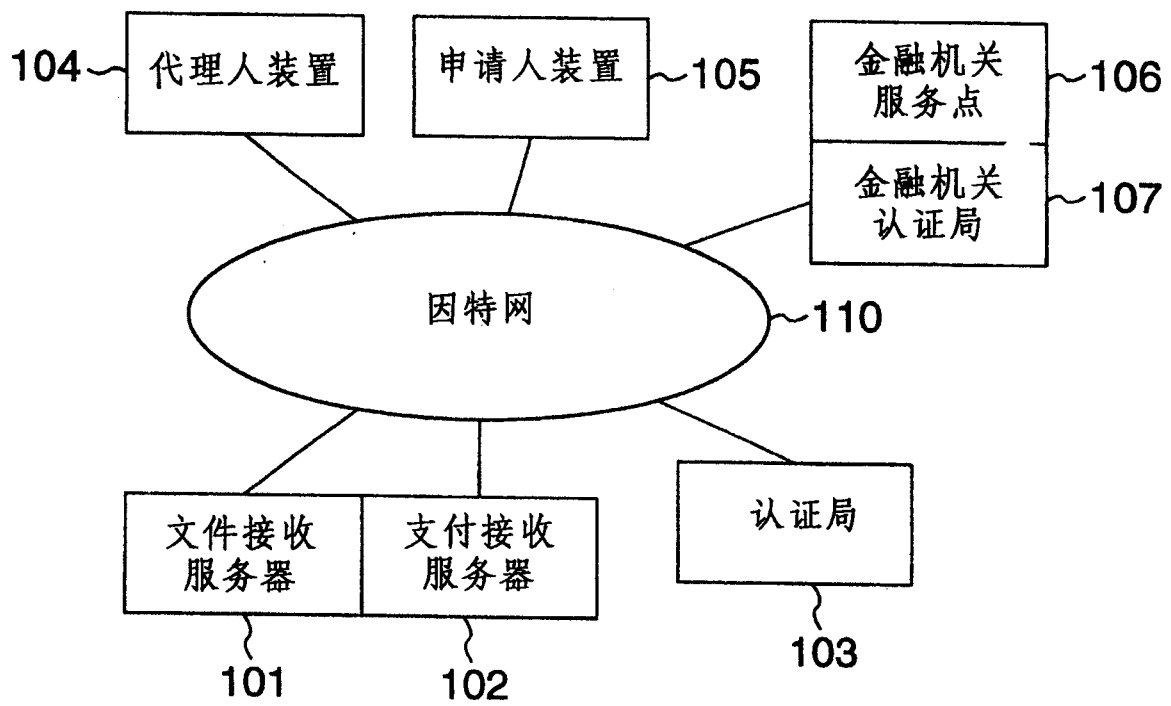 104
代理人装置
申请人装置
105
金融机关
服务点
106
金融机关
认证局
107
因特网
110
文件接收
服务器
支付接收
服务器
认证局
101
102
103